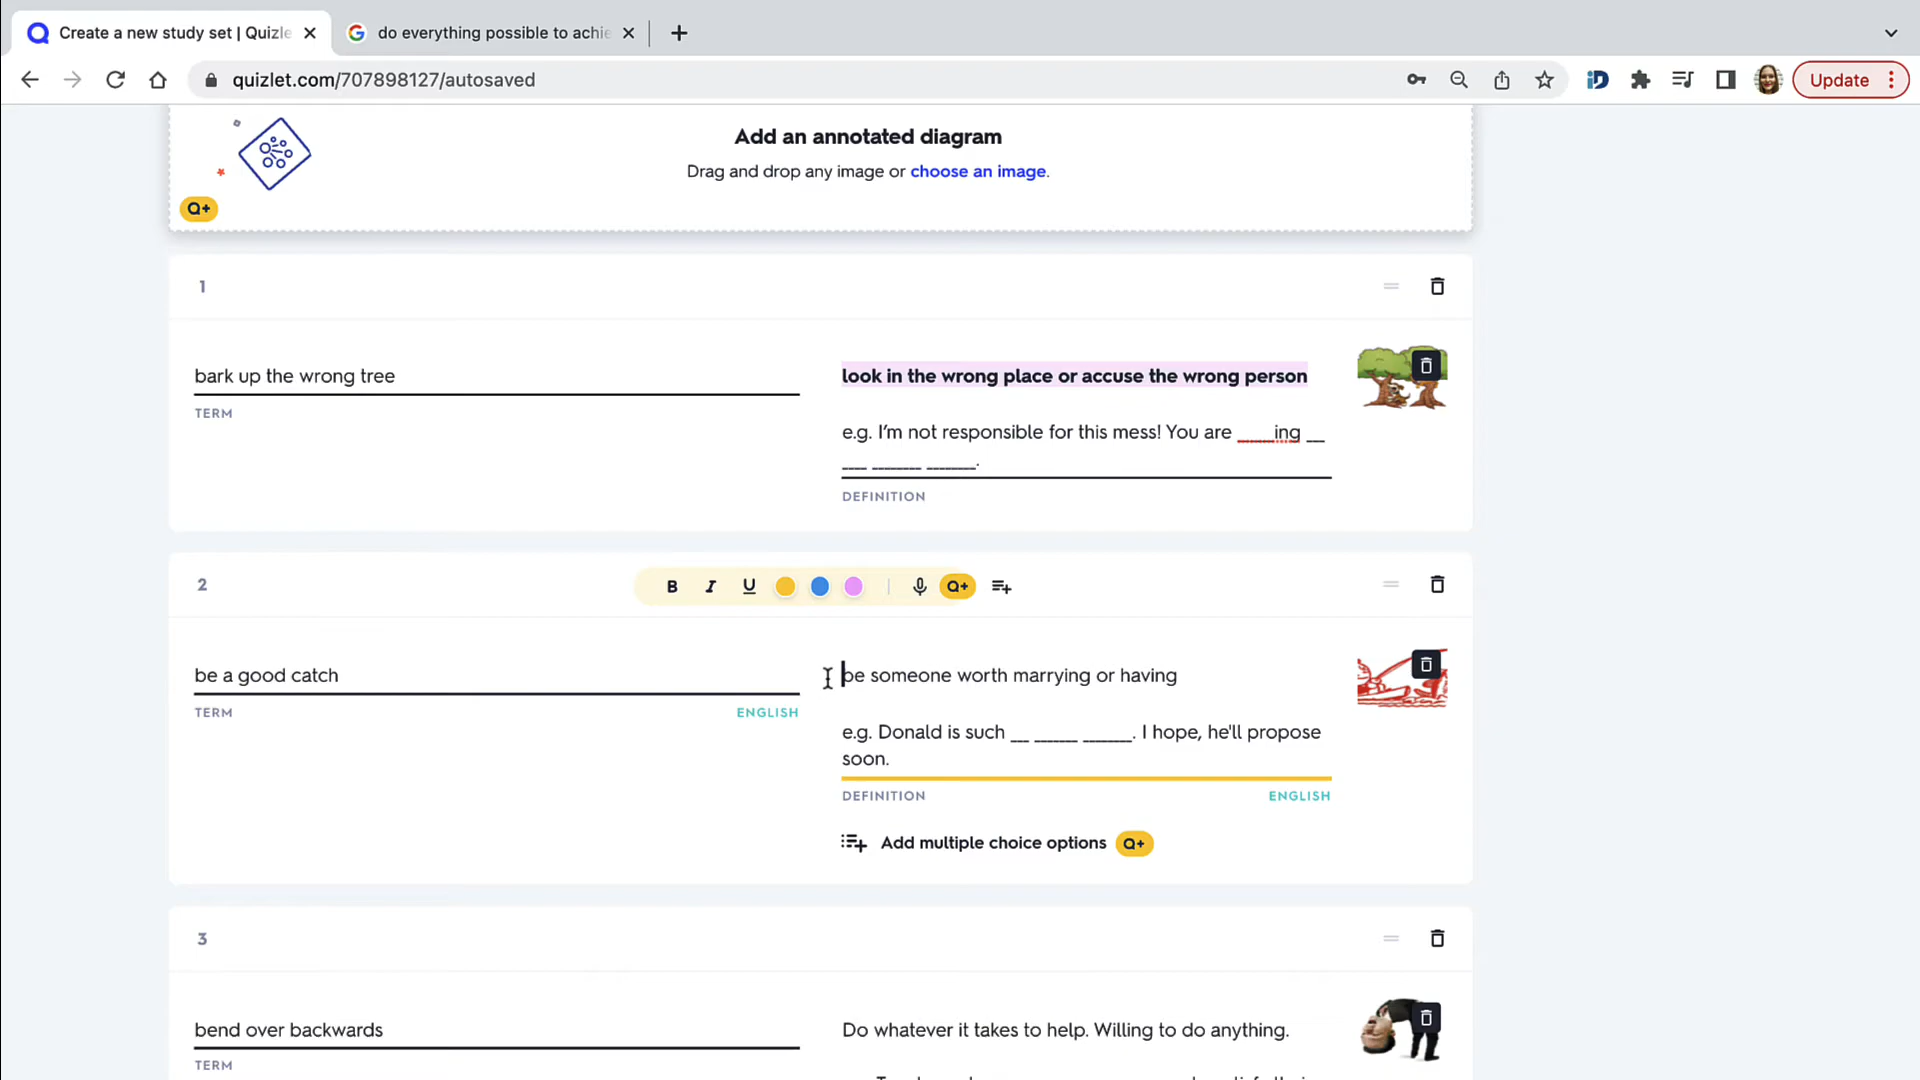 Create a new study set | Quizle
do everything possible to achie
quizlet.com/707898127/autosaved
Update
Add an annotated diagram
Drag and drop any image or choose an image.
Q+
1
bark up the wrong tree
TERM
look in the wrong place or accuse the wrong person
e.g. I'm not responsible for this mess! You are ____ing __
___ ______ ______.
DEFINITION
2
B I U
Q+
be a good catch
TERM
ENGLISH
be someone worth marrying or having
e.g. Donald is such __ _____ ______. I hope, he'll propose
soon.
DEFINITION
ENGLISH
Add multiple choice options Q+
3
bend over backwards
TERM
Do whatever it takes to help. Willing to do anything.